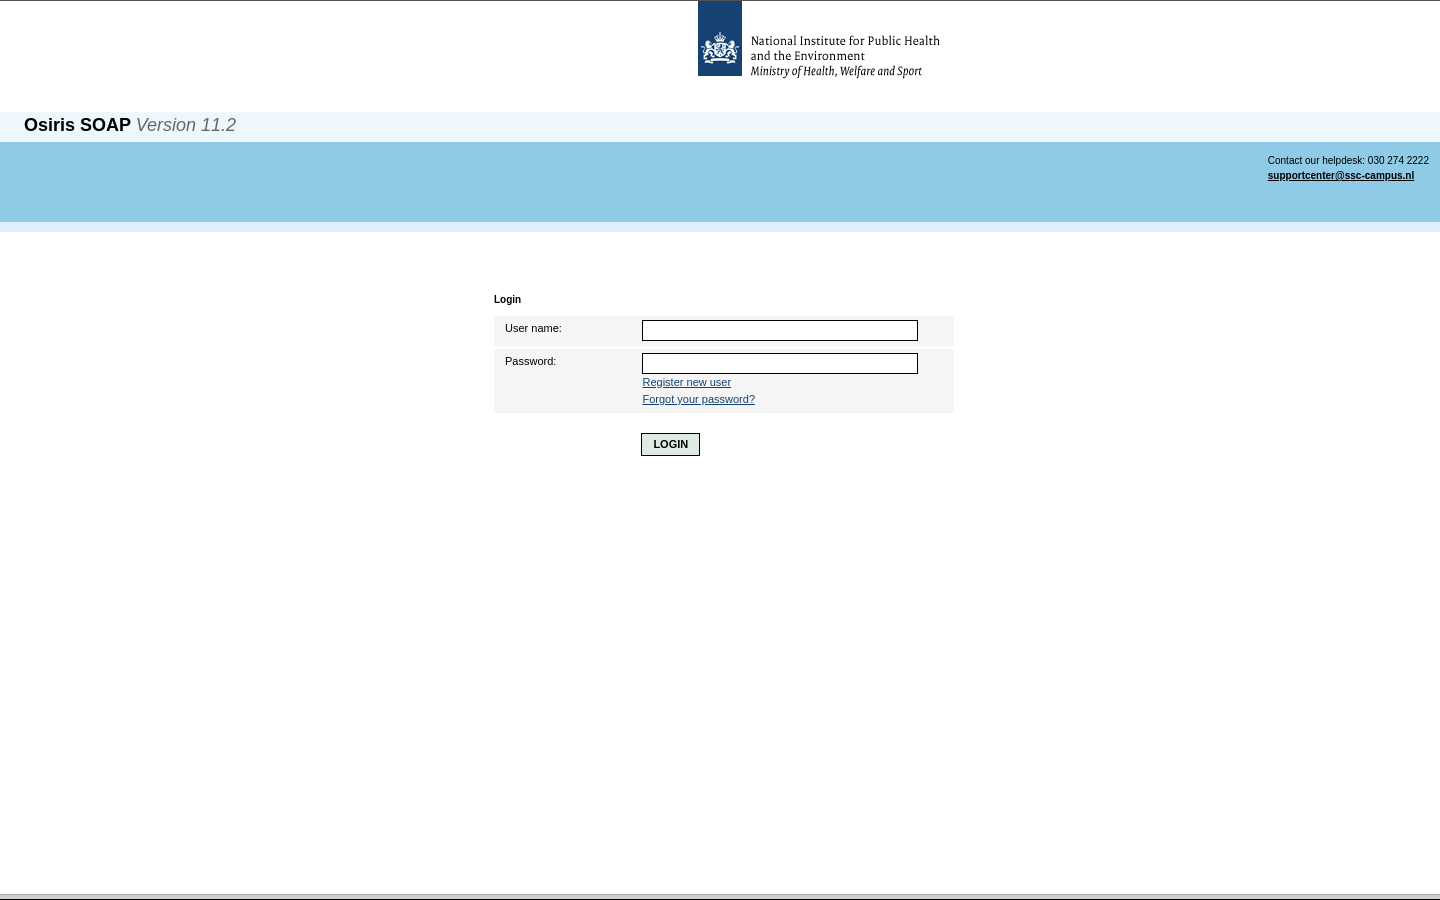 National Institute for Public Health
and the Environment
Ministry of Health, Welfare and Sport
Osiris SOAP Version 11.2
Contact our helpdesk: 030 274 2222
supportcenter@ssc-campus.nl
Login
User name:
Password:
Register new user
Forgot your password?
LOGIN